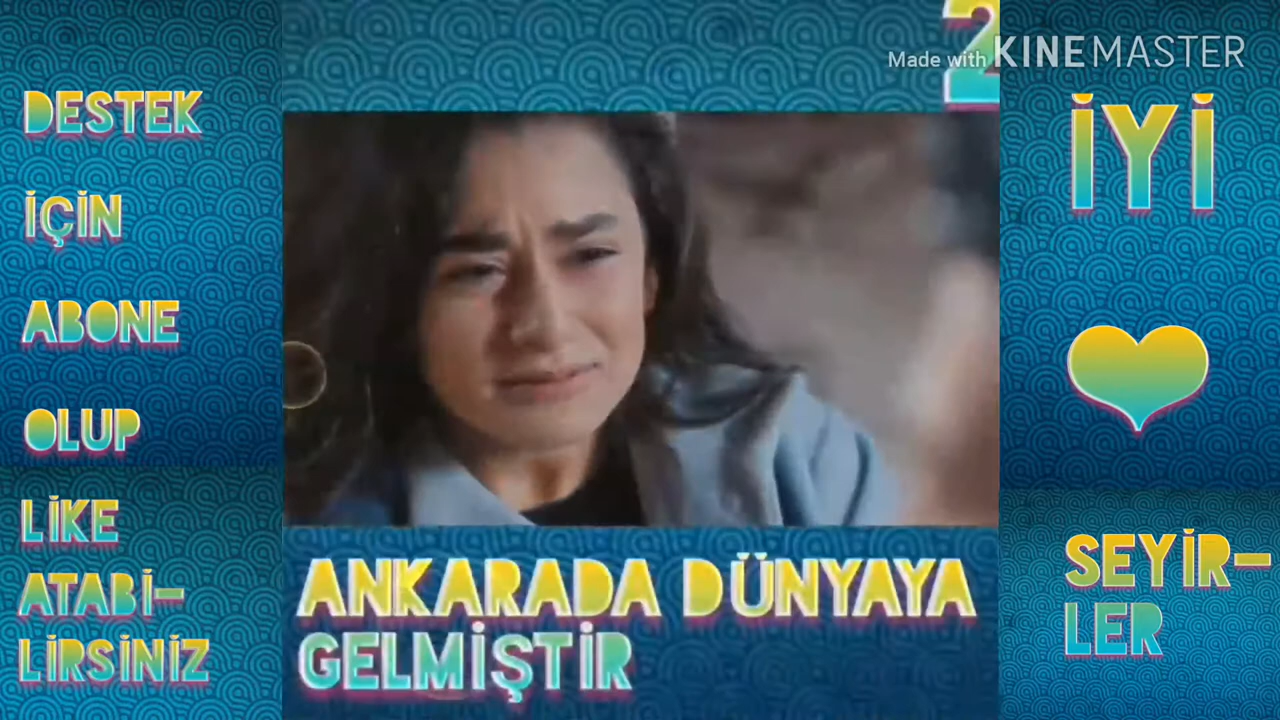 2
Made with KINEMASTER
DESTEK
İÇİN
ABONE
OLUP
LİKE
ATABİ-
LİRSİNİZ
ANKARADA DÜNYAYA
GELMİŞTİR
İYİ
SEYİR-
LER